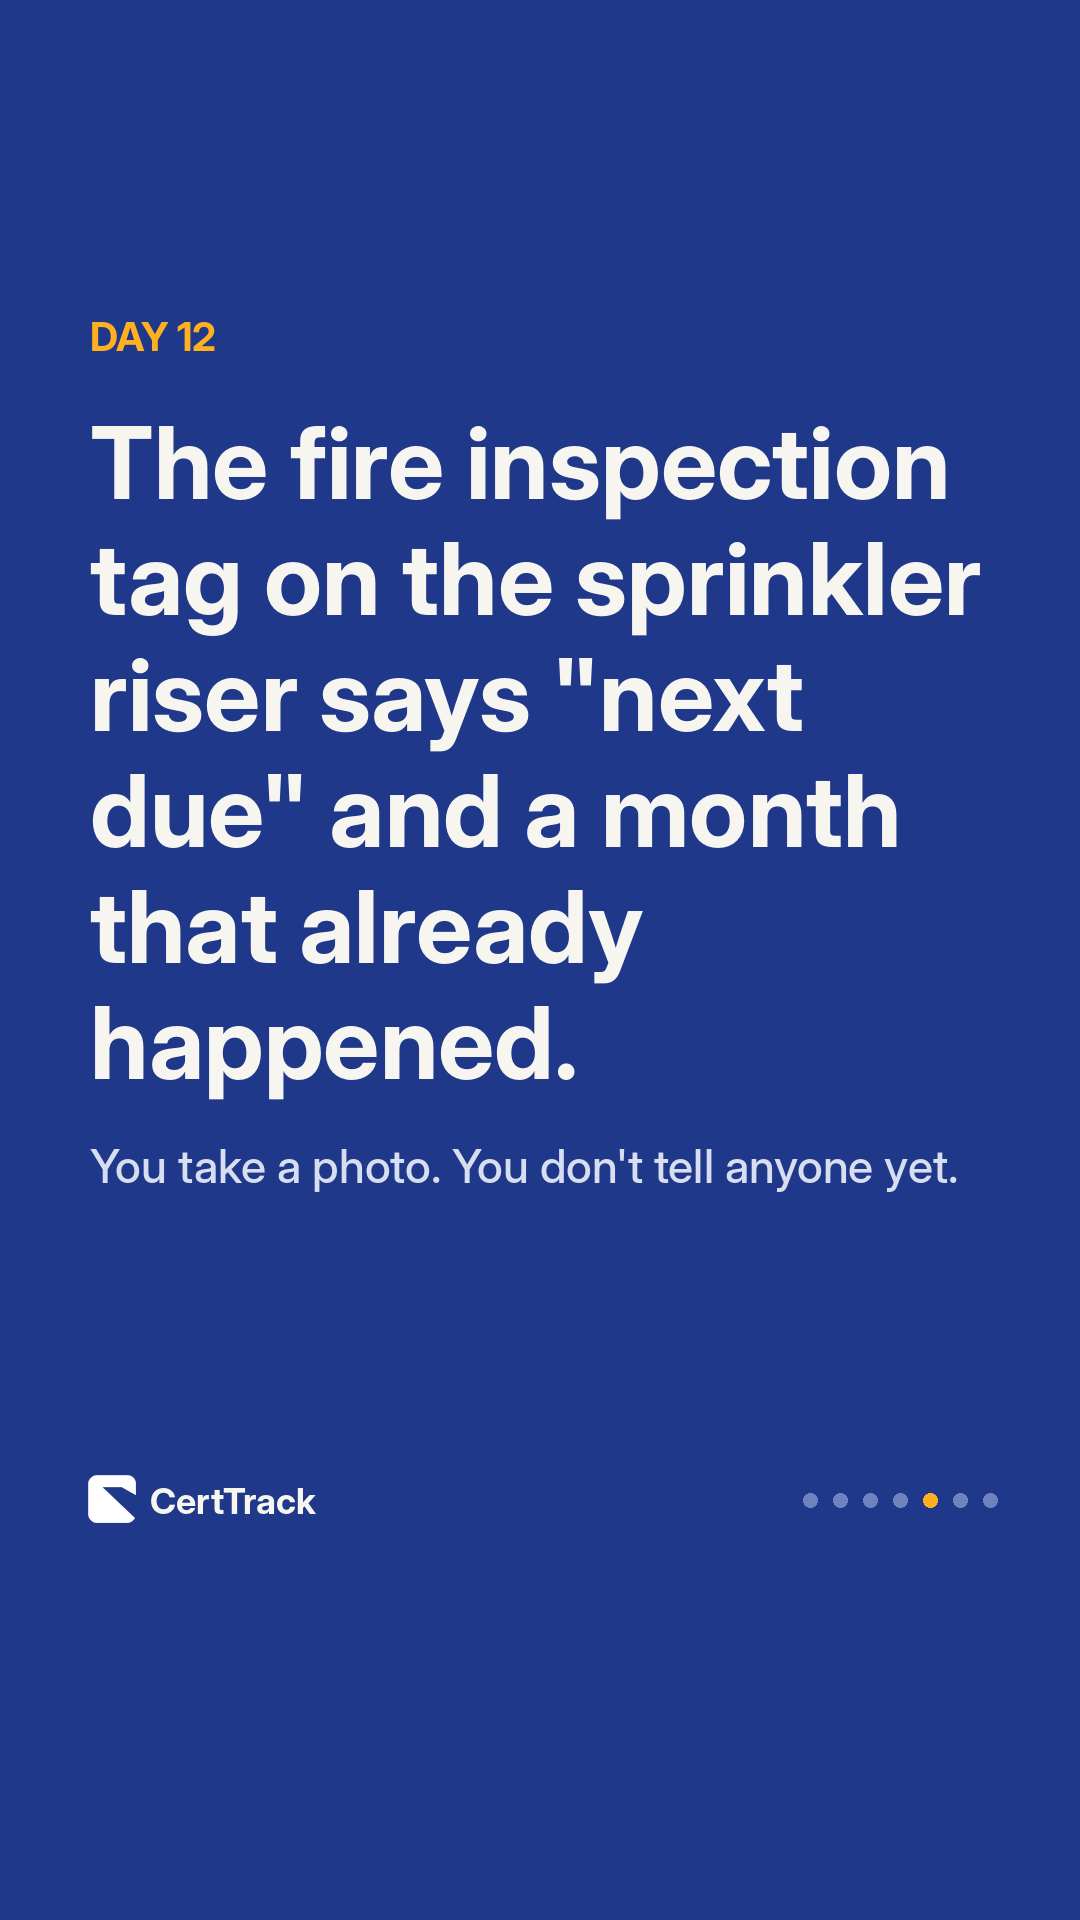 DAY 12
The fire inspection
tag on the sprinkler
riser says "next
due" and a month
that already
happened.
You take a photo. You don't tell anyone yet.
CertTrack